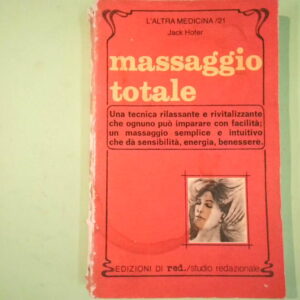 L'ALTRA MEDICINA/21
Jack Hofer
massaggio
totale
Una tecnica rilassante e rivitalizzante
che ognuno può imparare con facilità;
un massaggio semplice e intuitivo
che dà sensibilità, energia, benessere.
EDIZIONI DI red./studio redazionale